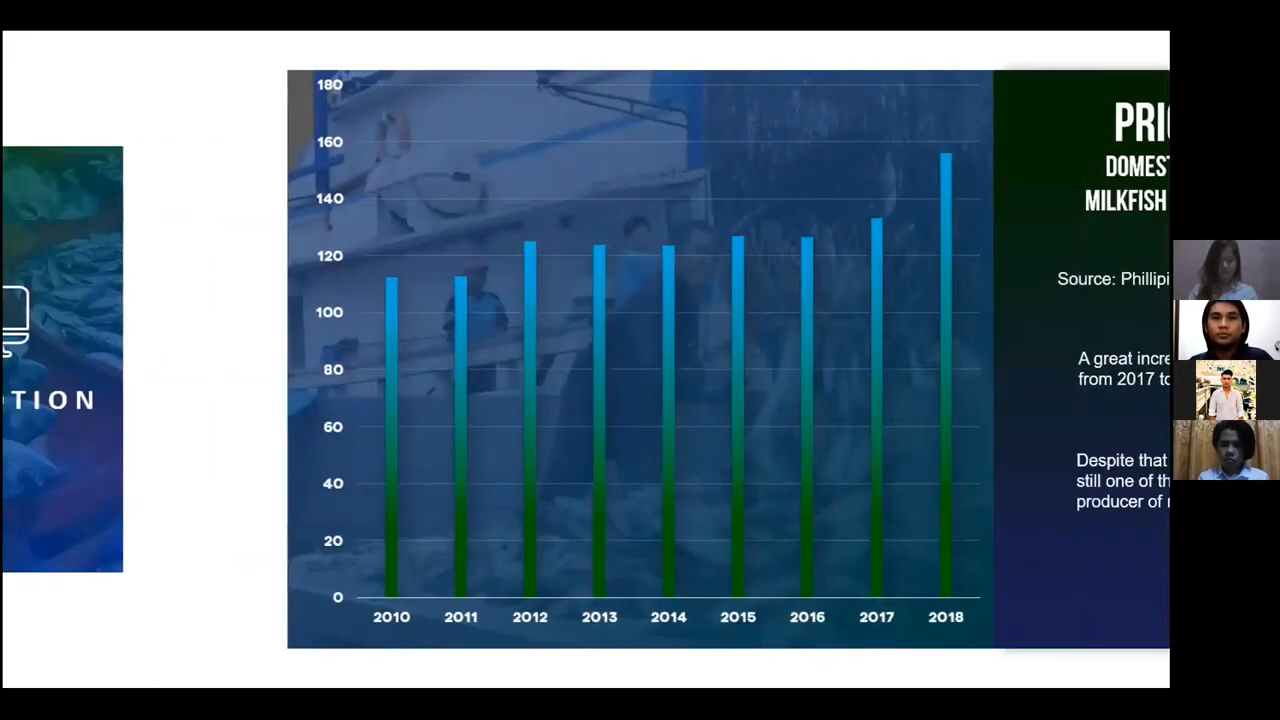 TION
180
160
140
120
100
80
60
40
20
0
2010 2011 2012 2013 2014 2015 2016 2017 2018
PRI
DOMEST
MILKFISH
Source: Phillipi
A great incre
from 2017 to
Despite that
still one of th
producer of